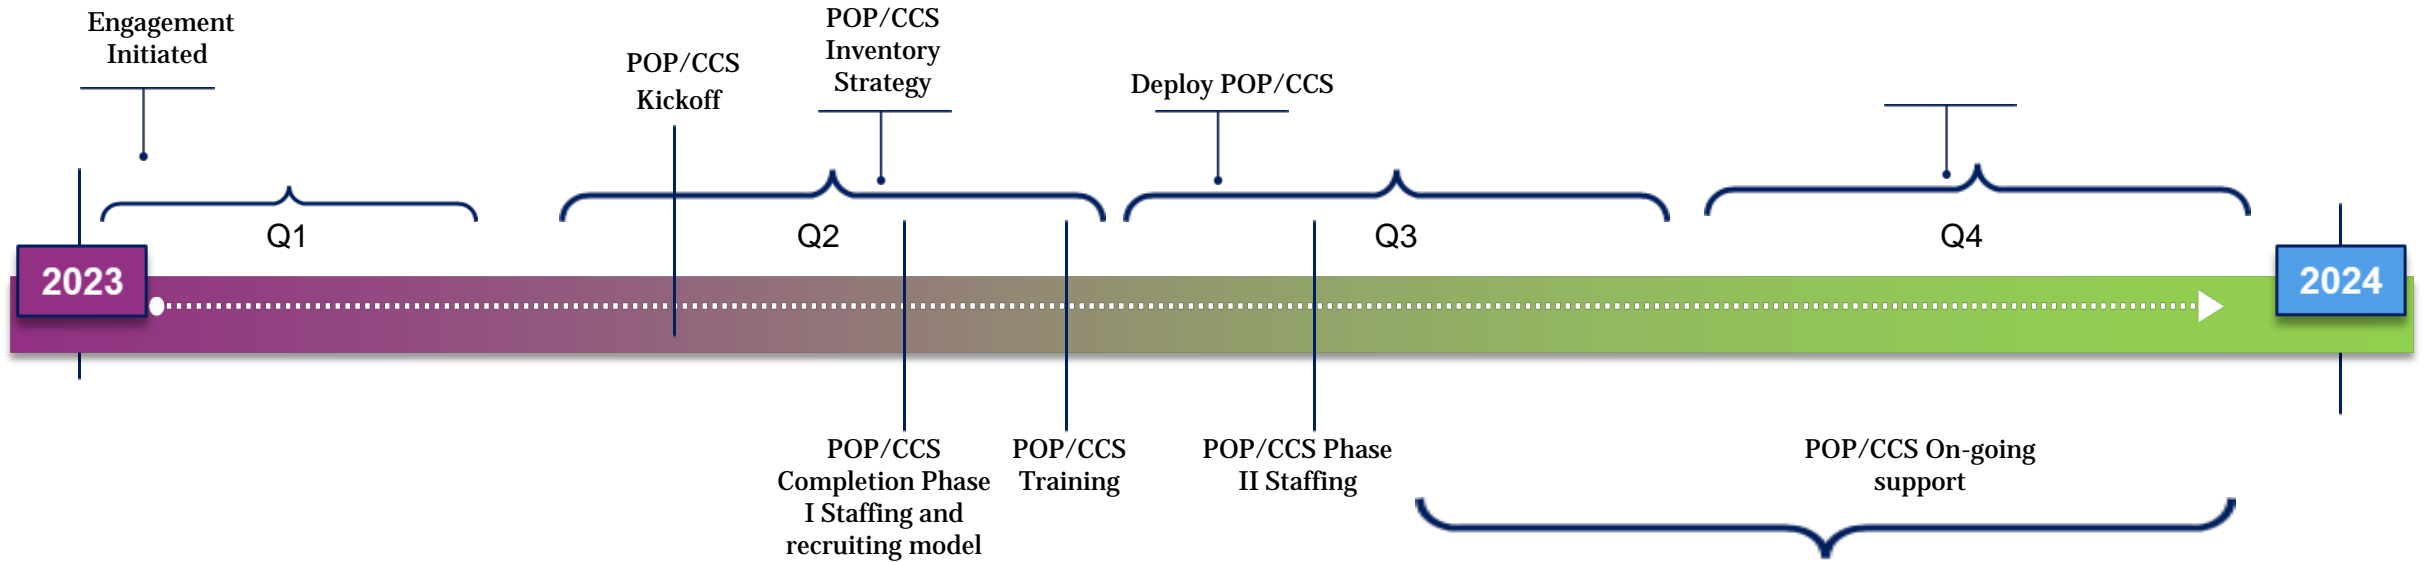 Engagement
Initiated
POP/CCS
Kickoff
POP/CCS
Inventory
Strategy
Deploy POP/CCS
Q1
Q2
Q3
Q4
2023
2024
POP/CCS
Completion Phase
I Staffing and
recruiting model
POP/CCS
Training
POP/CCS Phase
II Staffing
POP/CCS On-going
support